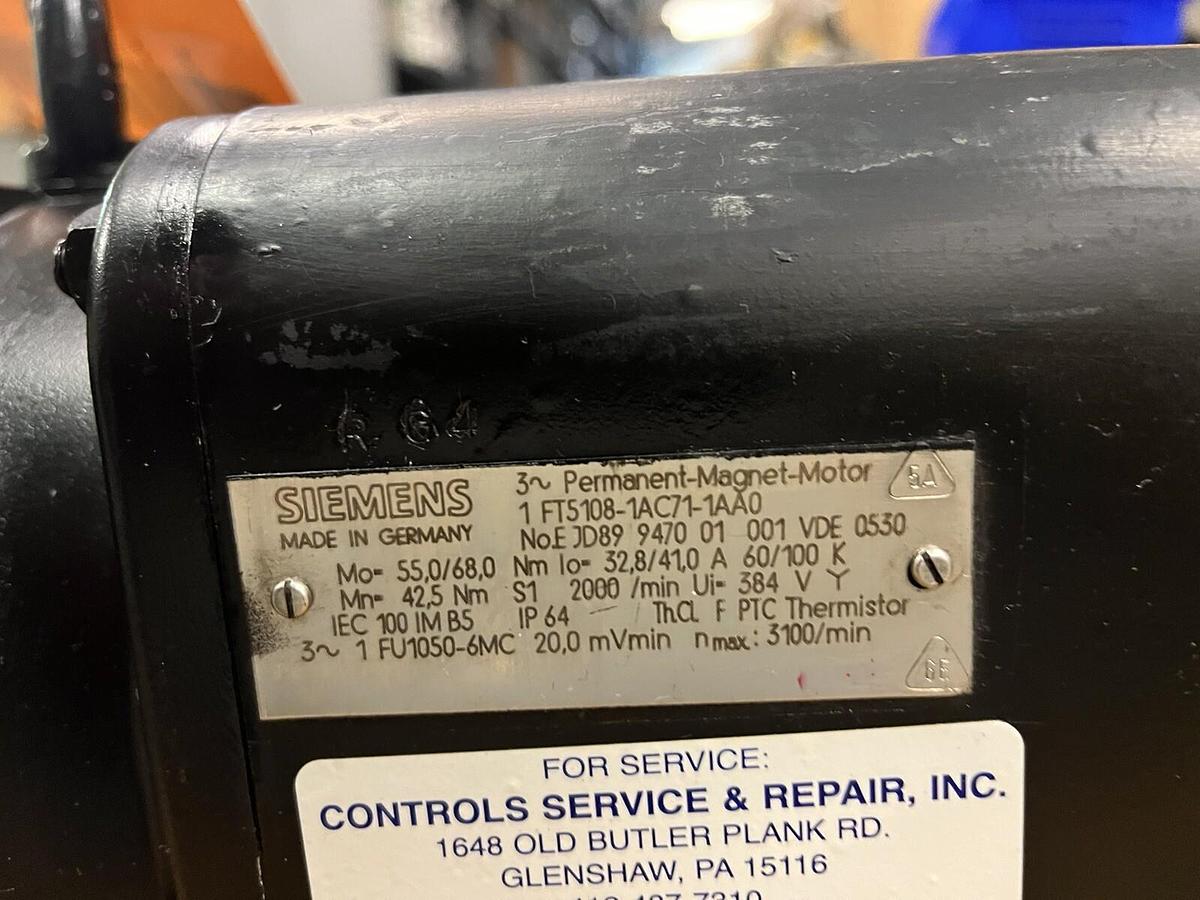 R G4
SIEMENS
MADE IN GERMANY
3~ Permanent-Magnet-Motor
5A
1 FT5108-1AC71-1AA0
No.E JD89 9470 01 001 VDE 0530
Mo= 55,0/68,0 Nm Io= 32,8/41,0 A 60/100 K
Mn= 42,5 Nm S1 2000 /min Ui= 384 V Y
IEC 100 IM B5 IP 64 Th.Cl. F PTC Thermistor
3~ 1 FU1050-6MC 20,0 mVmin nmax: 3100/min
GE
FOR SERVICE:
CONTROLS SERVICE & REPAIR, INC.
1648 OLD BUTLER PLANK RD.
GLENSHAW, PA 15116